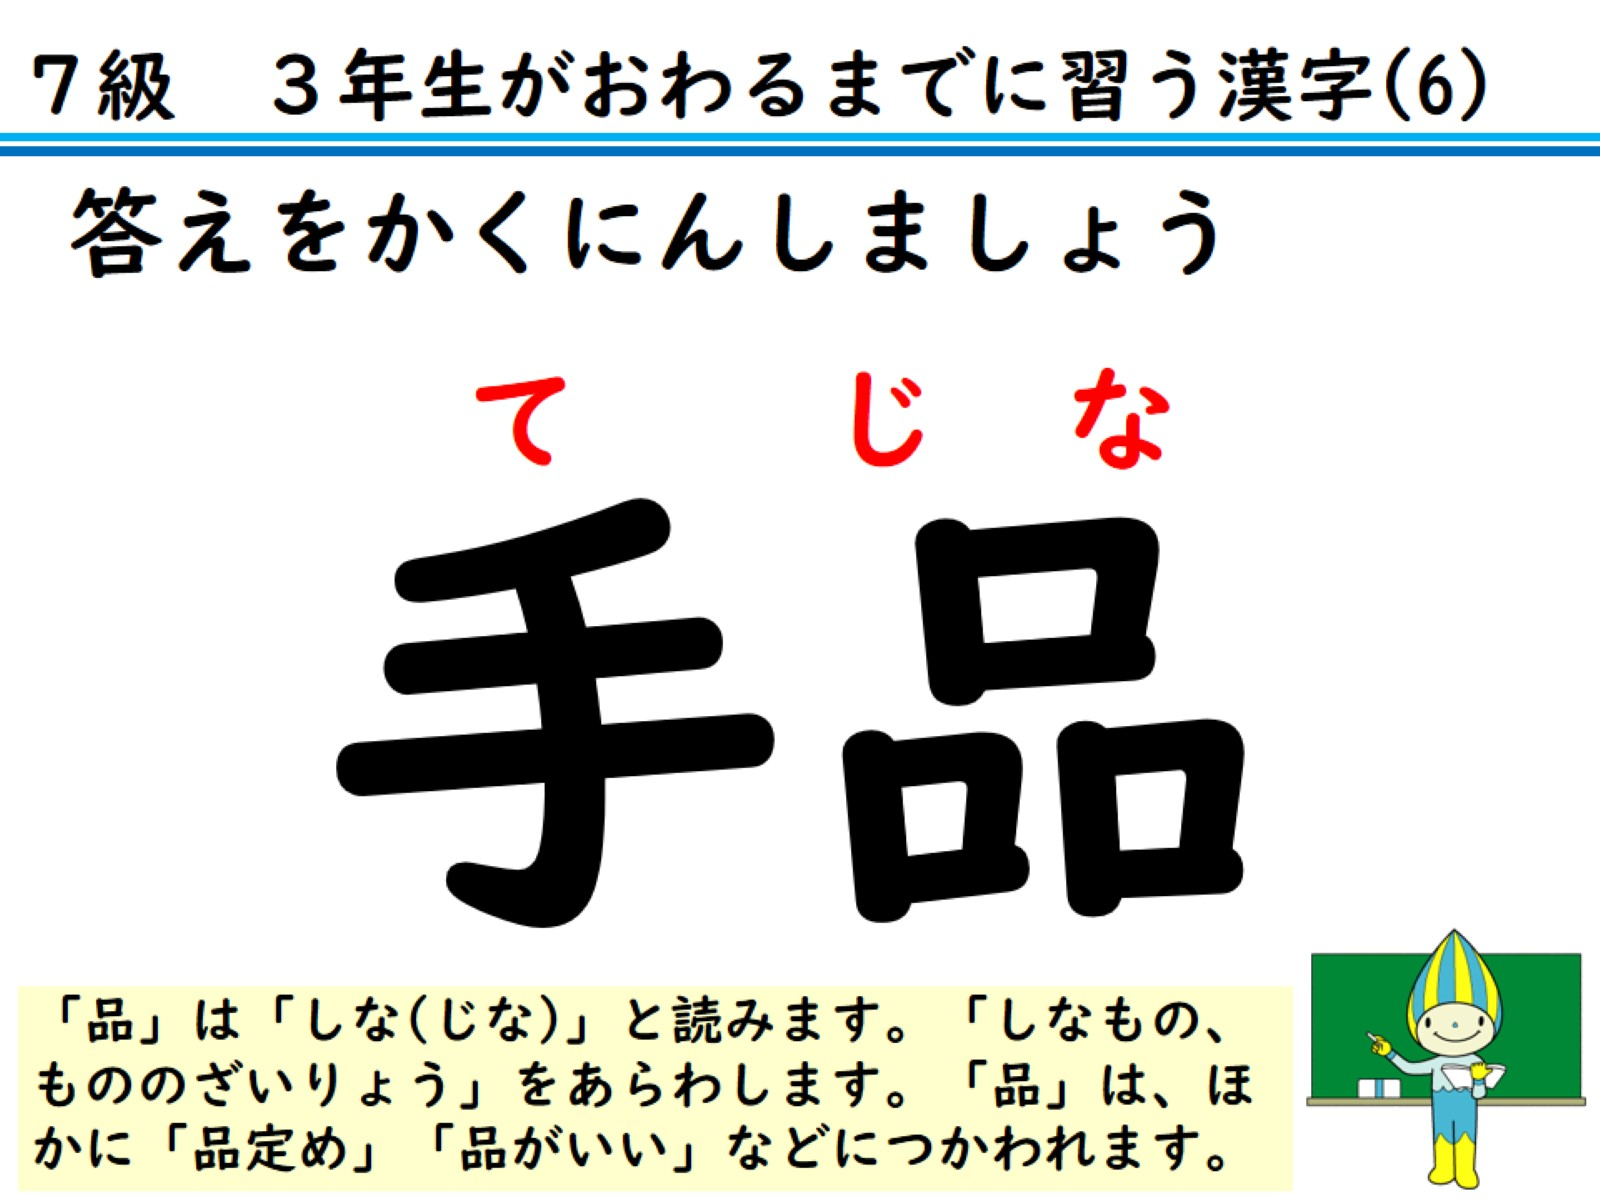 ７級　３年生がおわるまでに習う漢字(6)
答えをかくにんしましょう
て　じな
手品
「品」は「しな(じな)」と読みます。「しなもの、
もののざいりょう」をあらわします。「品」は、ほ
かに「品定め」「品がいい」などにつかわれます。